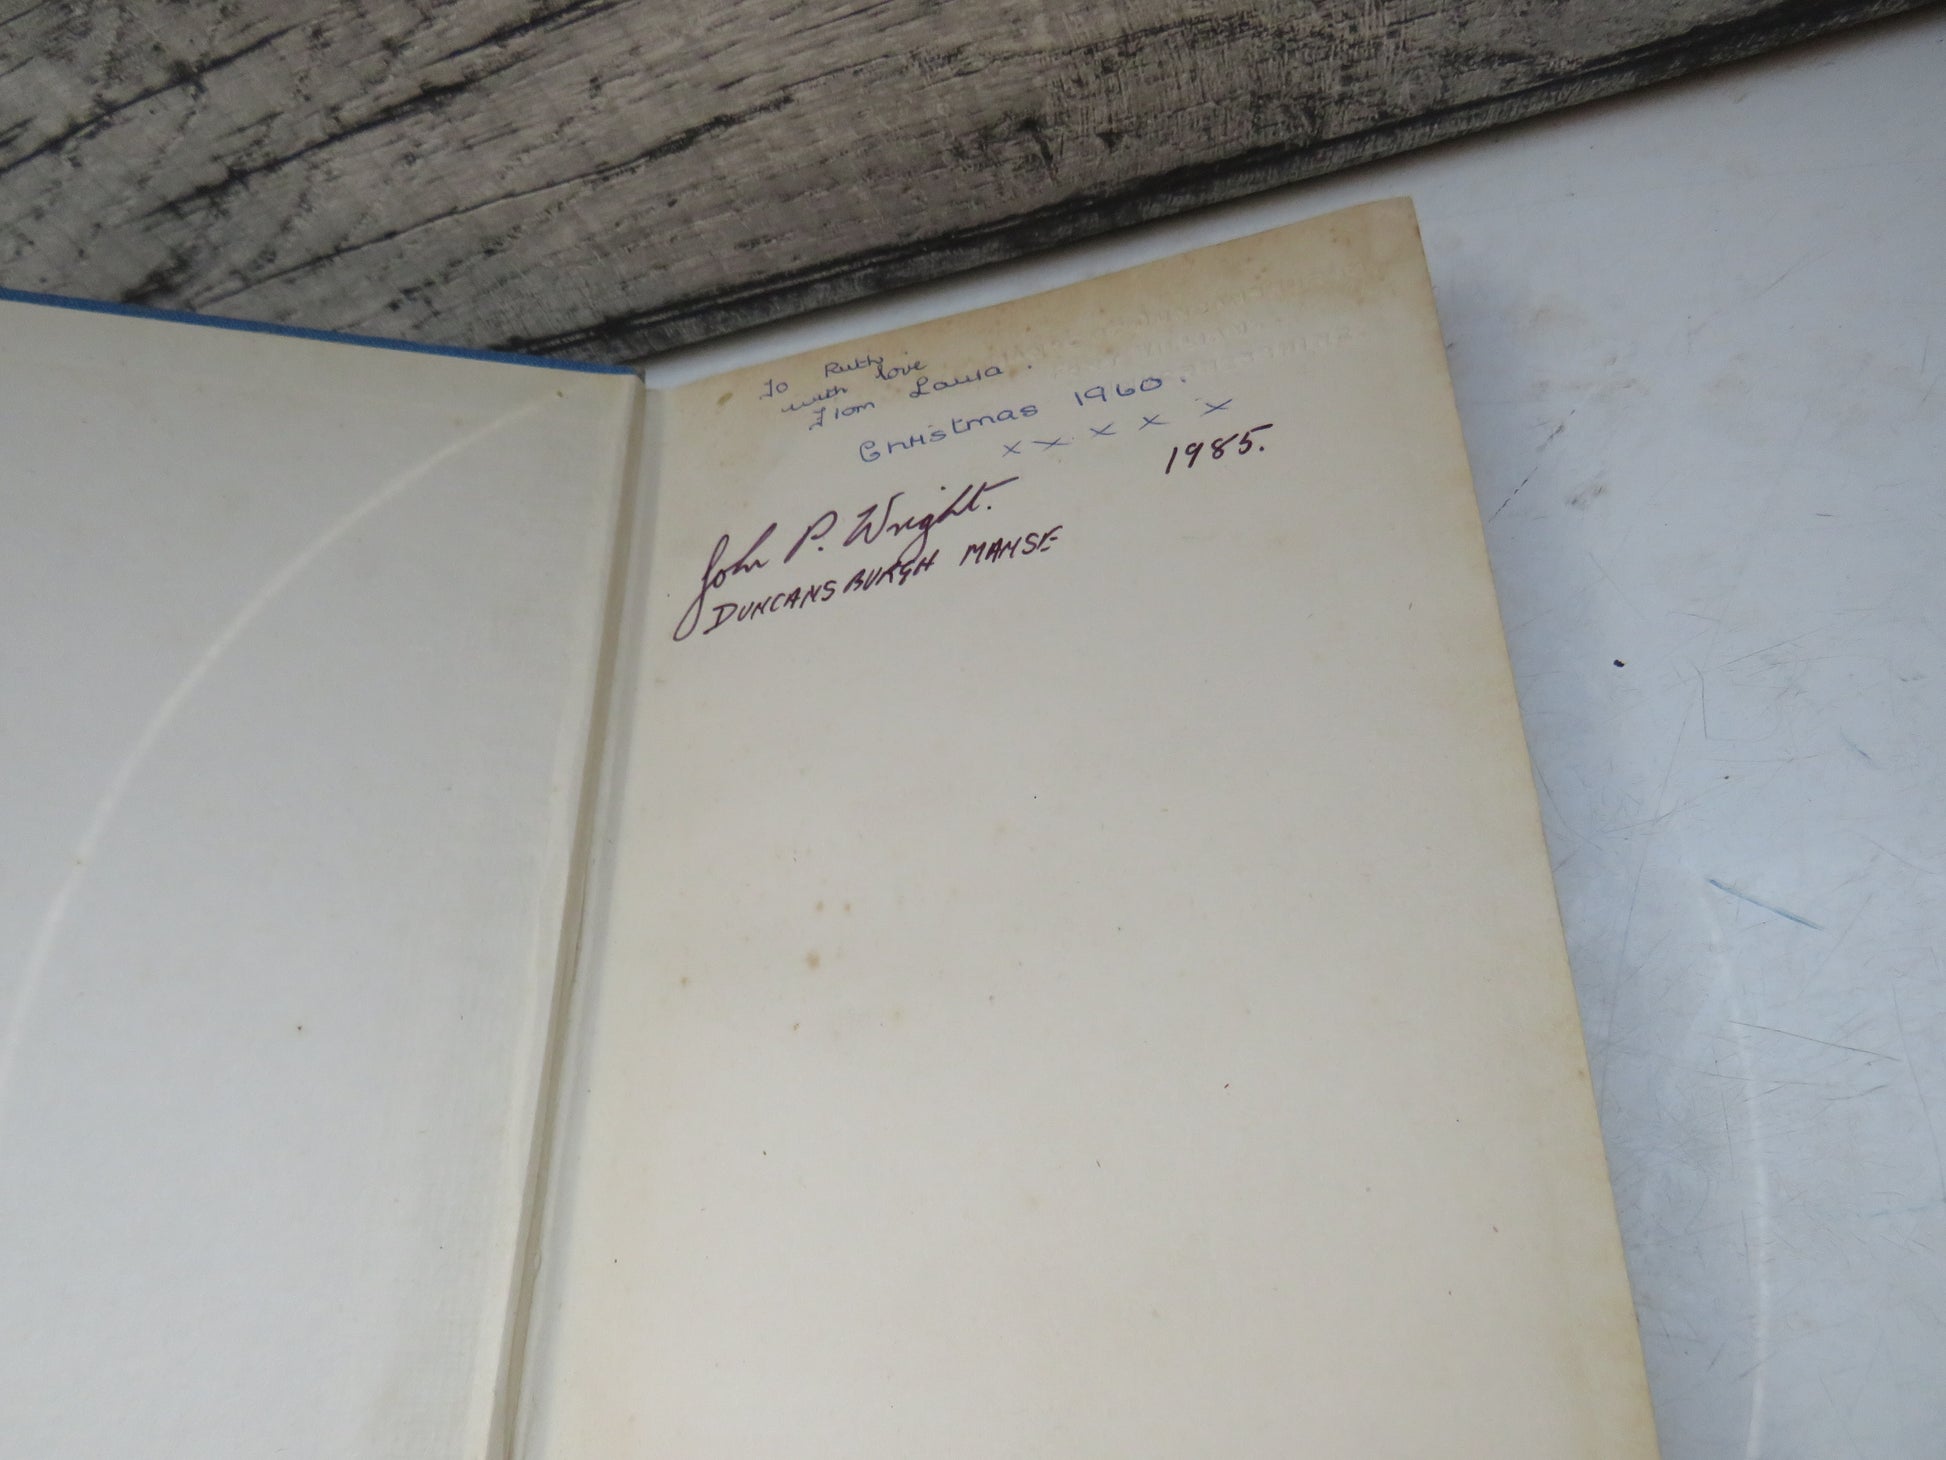 To Ruth
with love
From Laura.
Christmas 1960.
x x x x x
1985.
John P. Wright.
DUNCANSBURGH MANSE